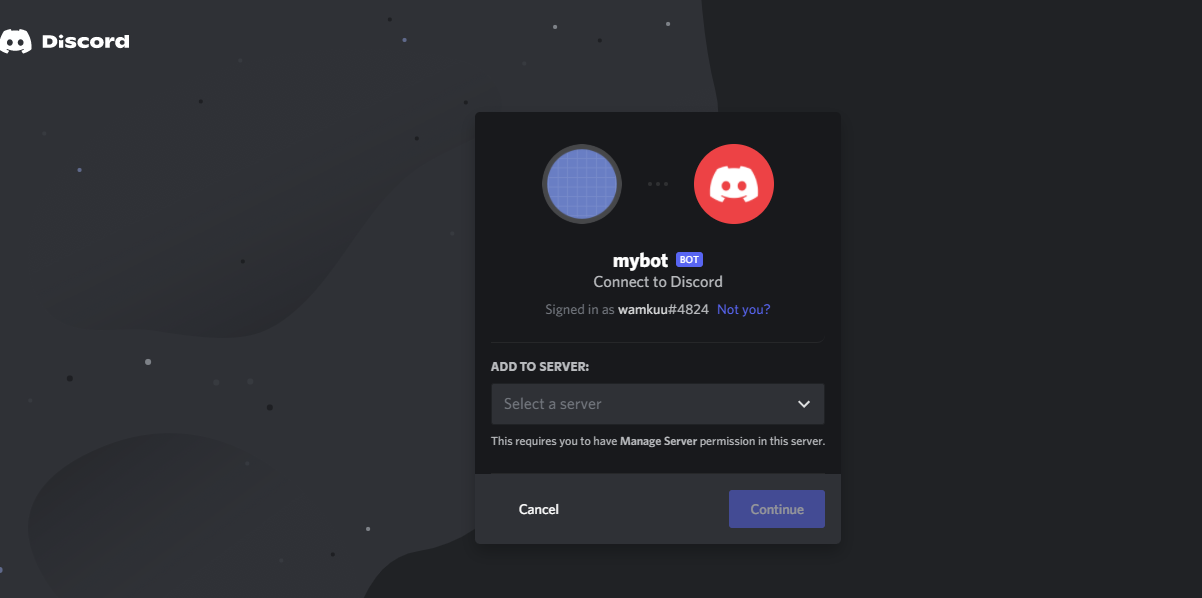 Discord
mybot BOT
Connect to Discord
Signed in as wamkuu#4824 Not you?
ADD TO SERVER:
Select a server
This requires you to have Manage Server permission in this server.
Cancel Continue